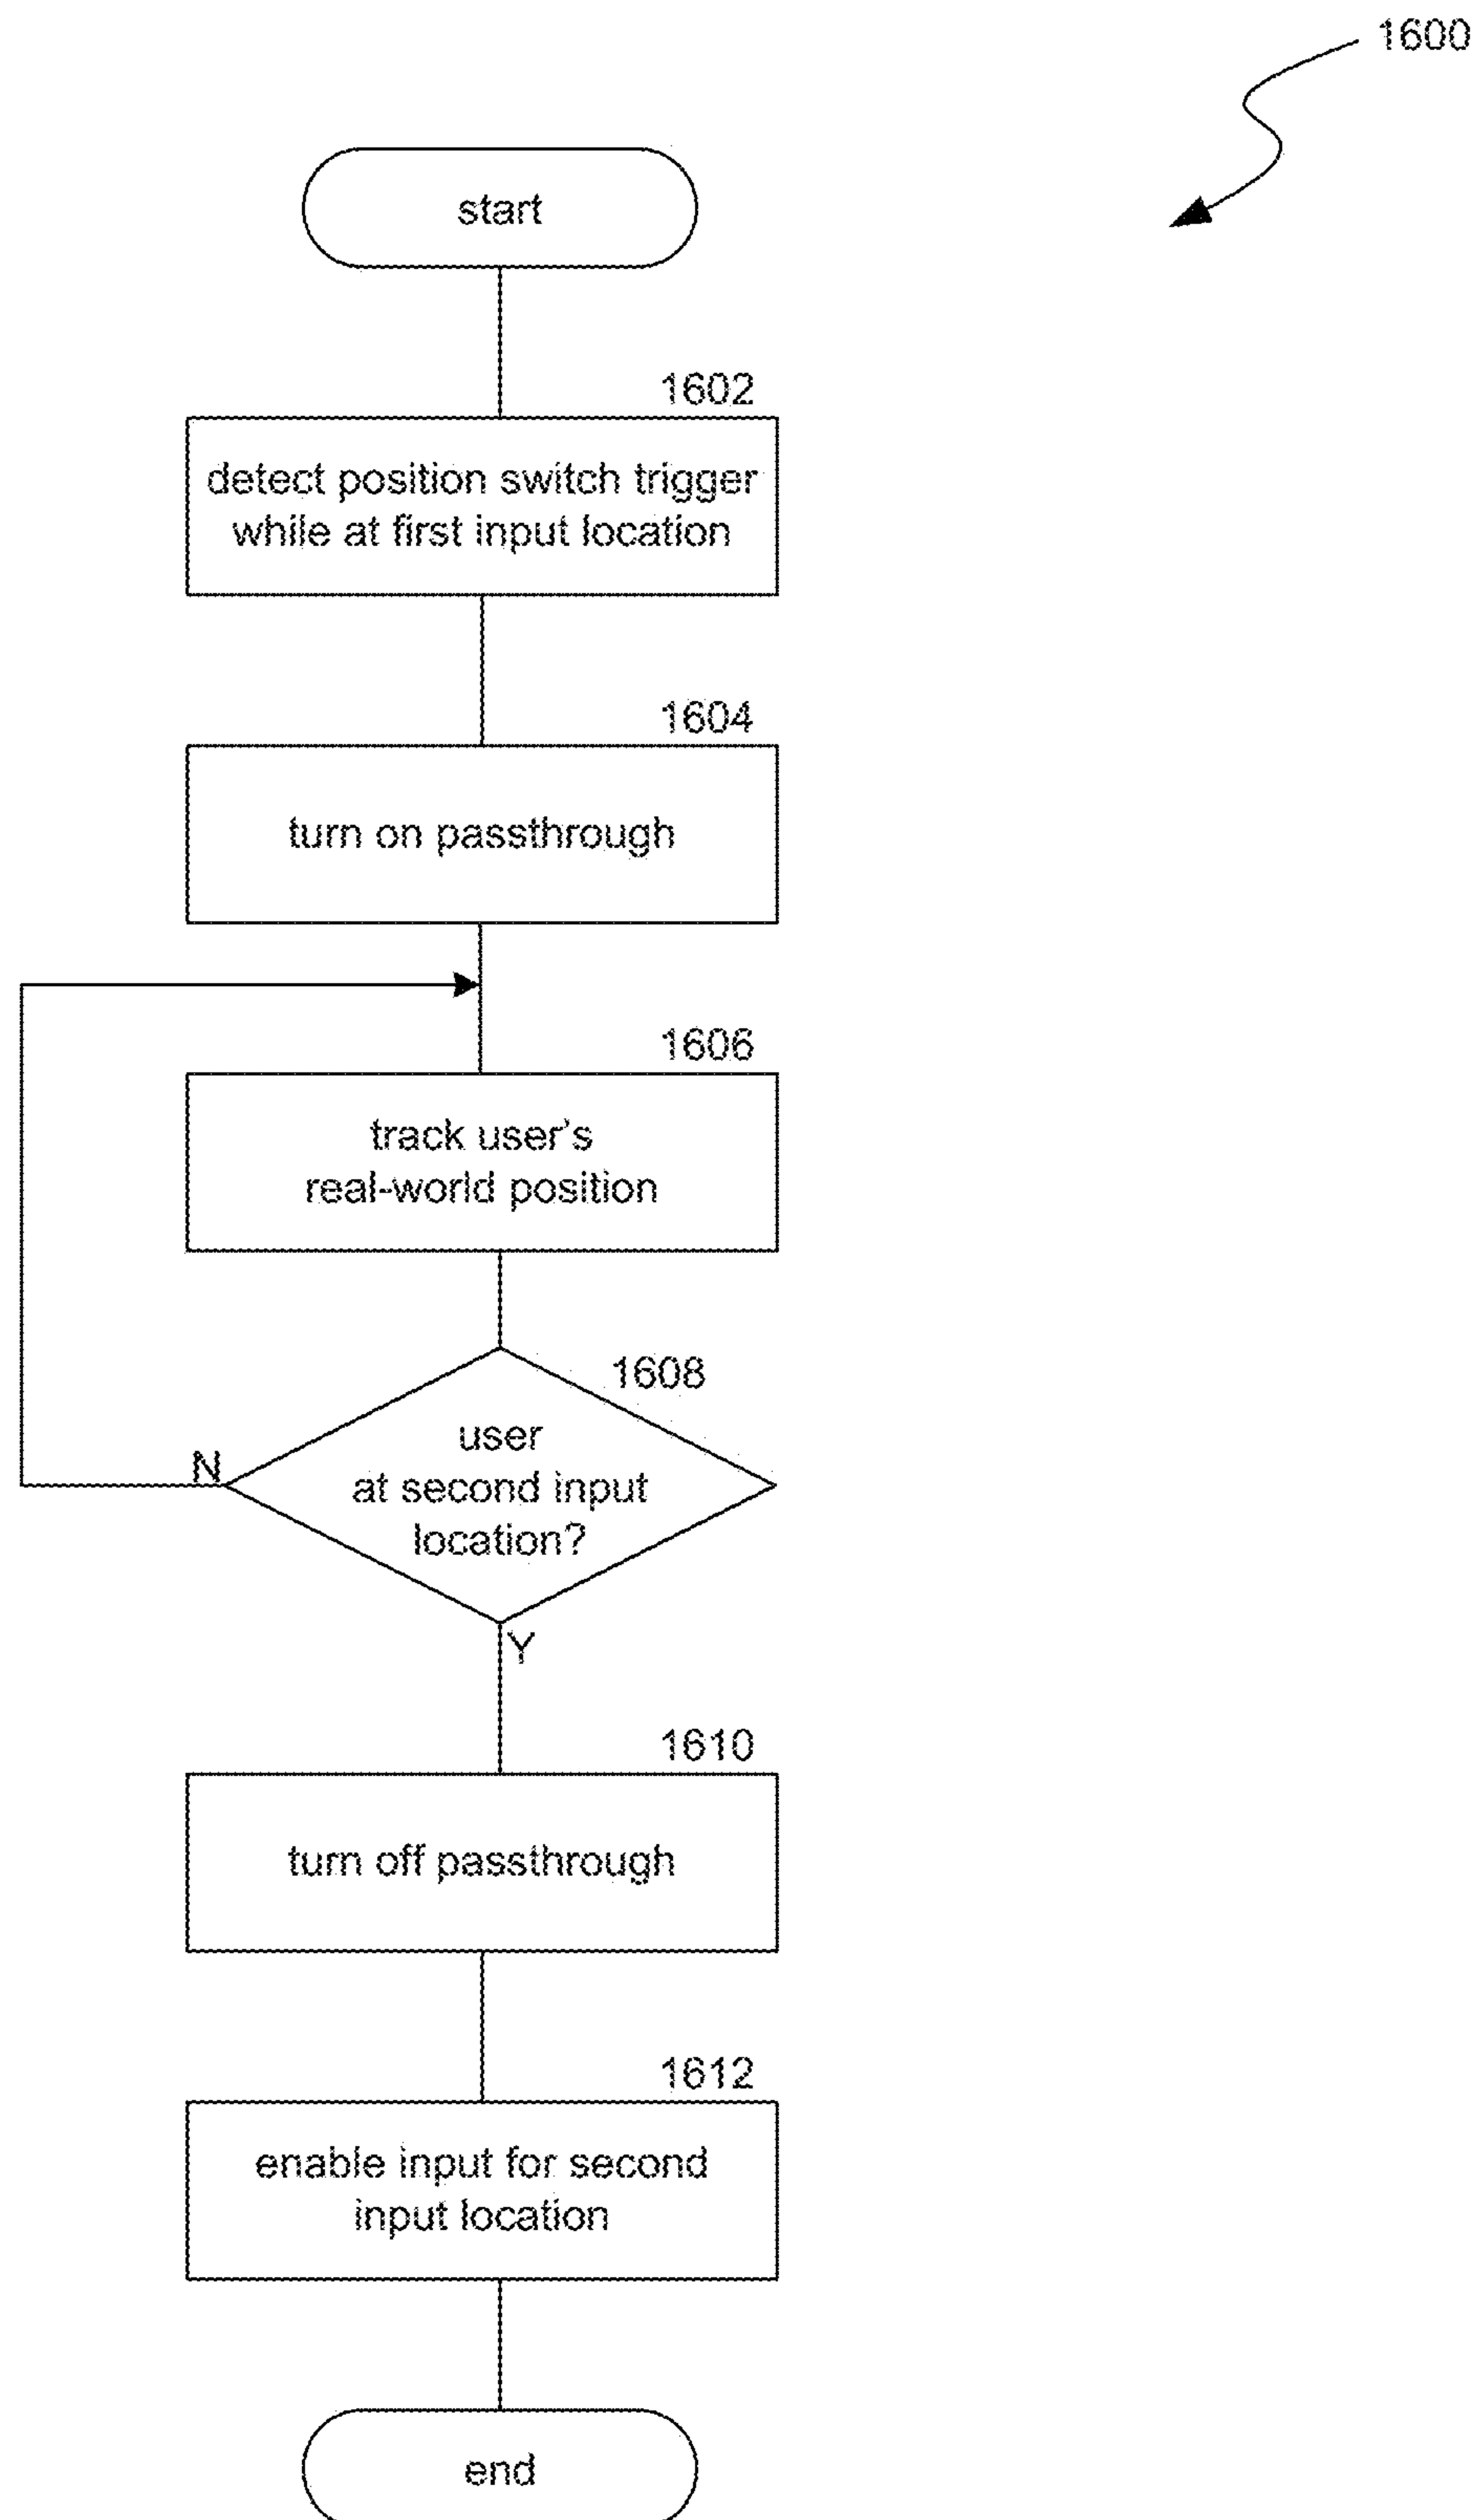 1600
start
1602
detect position switch trigger
while at first input location
1604
turn on passthrough
1606
track user’s
real-world position
1608
user
at second input
location?
N
Y
1610
turn off passthrough
1612
enable input for second
input location
end